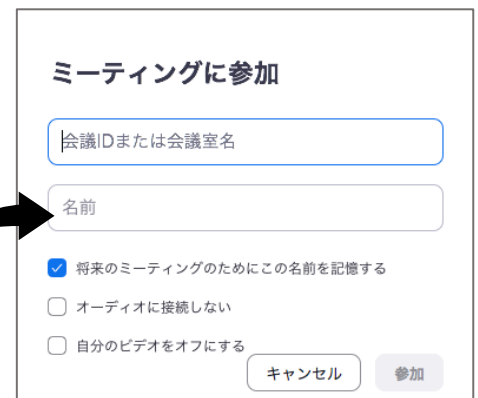 ミーティングに参加
会議IDまたは会議室名
名前
将来のミーティングのためにこの名前を記憶する
オーディオに接続しない
自分のビデオをオフにする
キャンセル 参加